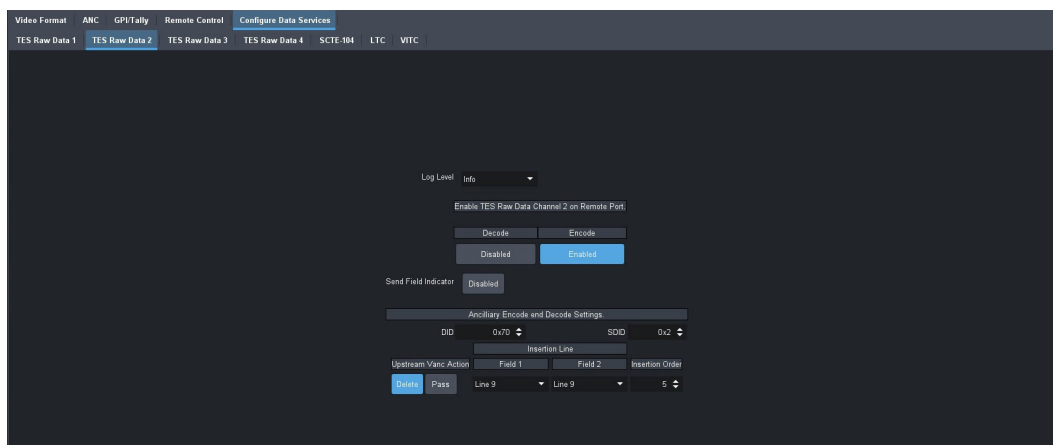 Video Format ANC GPI/Tally Remote Control Configure Data Services
TES Raw Data 1 TES Raw Data 2 TES Raw Data 3 TES Raw Data 4 SCTE-104 LTC VITC
Log Level Info
Enable TES Raw Data Channel 2 on Remote Port.
Decode Encode
Disabled Enabled
Send Field Indicator Disabled
Ancilliary Encode end Decode Settings.
DID 0x70 SDID 0x2
Insertion Line
Upstream Vanc Action Field 1 Field 2 Insertion Order
Delete Pass Line 9 Line 9 5